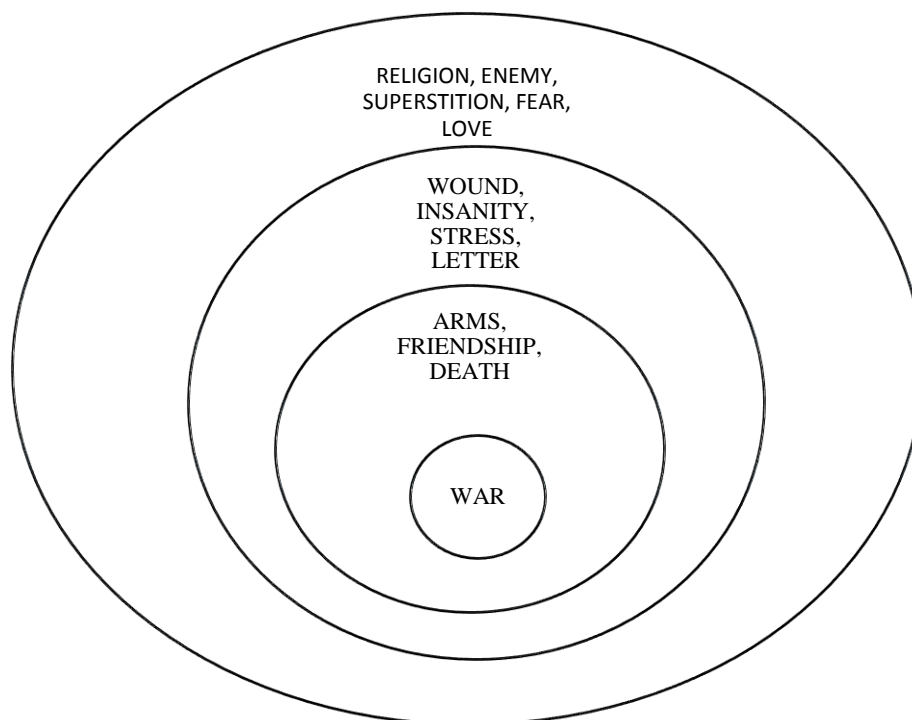 RELIGION, ENEMY,
SUPERSTITION, FEAR,
LOVE
WOUND,
INSANITY,
STRESS,
LETTER
ARMS,
FRIENDSHIP,
DEATH
WAR